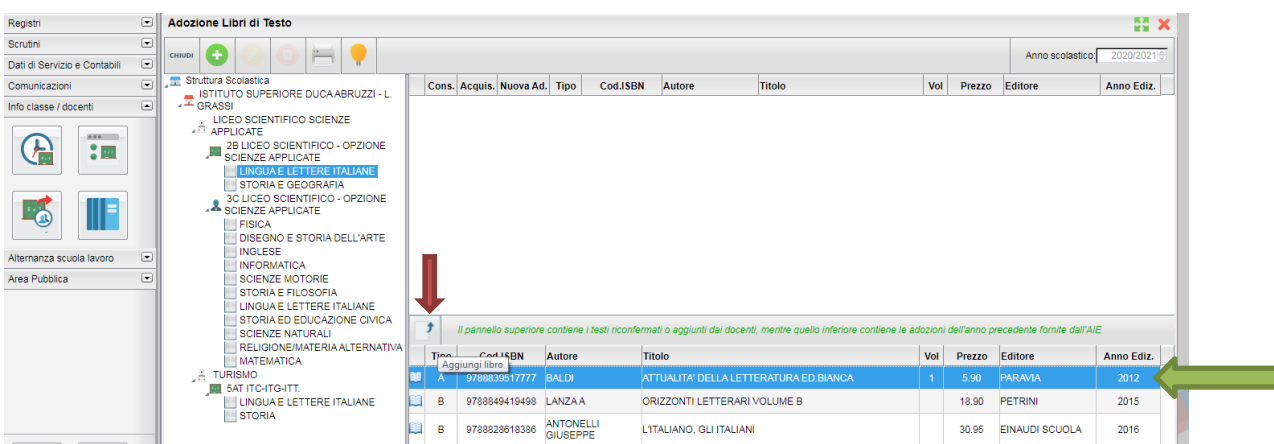 Registri
Scrutini
Dati di Servizio e Contabili
Comunicazioni
Info classe / docenti
Alternanza scuola lavoro
Area Pubblica
Adozione Libri di Testo
CHIUDI
Anno scolastico: 2020/2021
Struttura Scolastica
ISTITUTO SUPERIORE DUCA ABRUZZI - L.
GRASSI
LICEO SCIENTIFICO SCIENZE
APPLICATE
2B LICEO SCIENTIFICO - OPZIONE
SCIENZE APPLICATE
LINGUA E LETTERE ITALIANE
STORIA E GEOGRAFIA
3C LICEO SCIENTIFICO - OPZIONE
SCIENZE APPLICATE
FISICA
DISEGNO E STORIA DELL'ARTE
INGLESE
INFORMATICA
SCIENZE MOTORIE
STORIA E FILOSOFIA
LINGUA E LETTERE ITALIANE
STORIA ED EDUCAZIONE CIVICA
SCIENZE NATURALI
RELIGIONE/MATERIA ALTERNATIVA
MATEMATICA
TURISMO
5AT ITC-ITG-ITT.
LINGUA E LETTERE ITALIANE
STORIA
Cons. Acquis. Nuova Ad. Tipo Cod.ISBN Autore Titolo Vol Prezzo Editore Anno Ediz.
Il pannello superiore contiene i testi riconfermati o aggiunti dai docenti, mentre quello inferiore contiene le adozioni dell'anno precedente fornite dall'AIE
Tipo Cod.ISBN Autore Titolo Vol Prezzo Editore Anno Ediz.
Aggiungi libro
A 9788839517777 BALDI ATTUALITA' DELLA LETTERATURA ED.BIANCA 1 5.90 PARAVIA 2012
B 9788849419498 LANZA A ORIZZONTI LETTERARI VOLUME B 18.90 PETRINI 2015
B 9788828618386 ANTONELLI GIUSEPPE L'ITALIANO, GLI ITALIANI 30.95 EINAUDI SCUOLA 2016